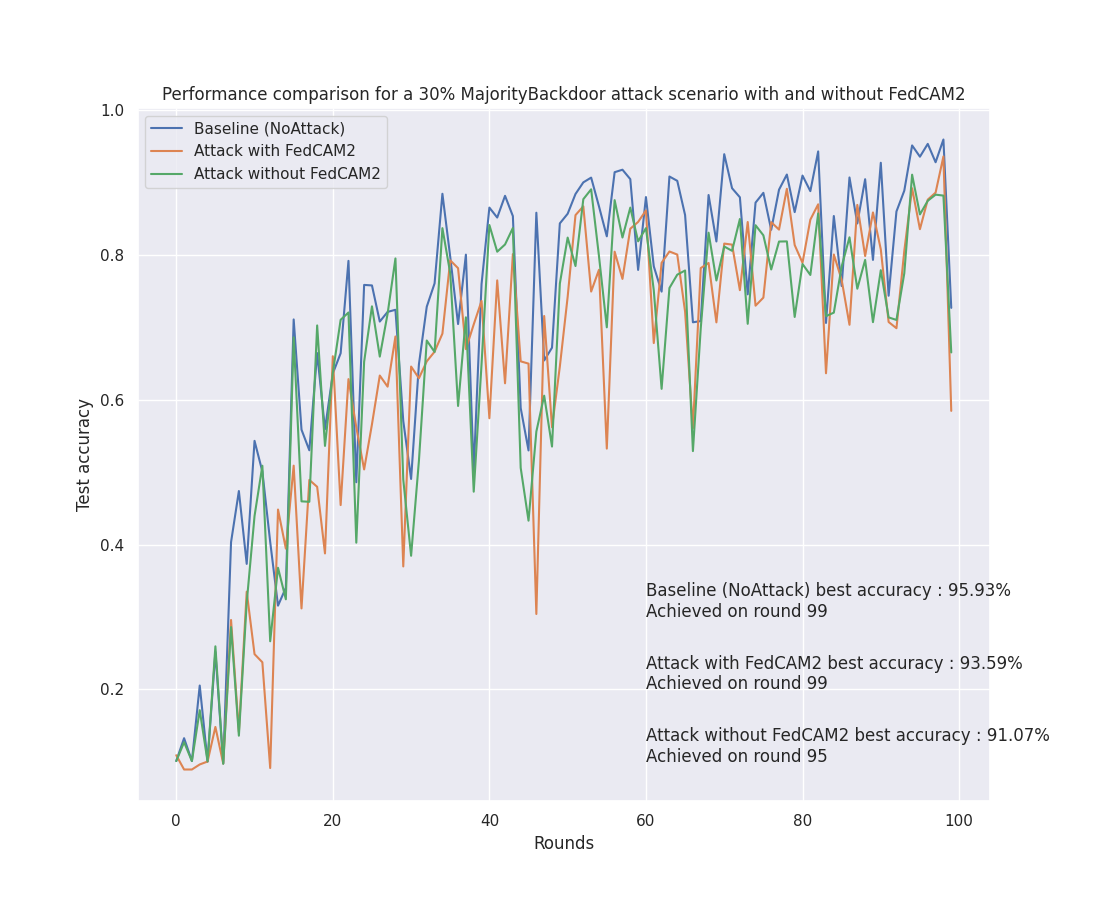 Performance comparison for a 30% MajorityBackdoor attack scenario with and without FedCAM2
1.0
Baseline (NoAttack)
Attack with FedCAM2
Attack without FedCAM2
0.8
0.6
Test accuracy
0.4
Baseline (NoAttack) best accuracy : 95.93%
Achieved on round 99
Attack with FedCAM2 best accuracy : 93.59%
0.2
Achieved on round 99
Attack without FedCAM2 best accuracy : 91.07%
Achieved on round 95
0 20 40 60 80 100
Rounds